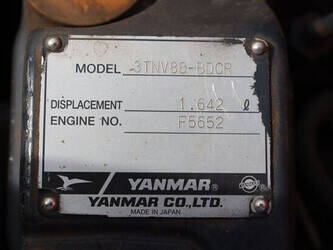 MODEL 3TNV88-BDCR
DISPLACEMENT 1.642 ℓ
ENGINE NO. F5652
YANMAR®
YANMAR CO.,LTD.
MADE IN JAPAN